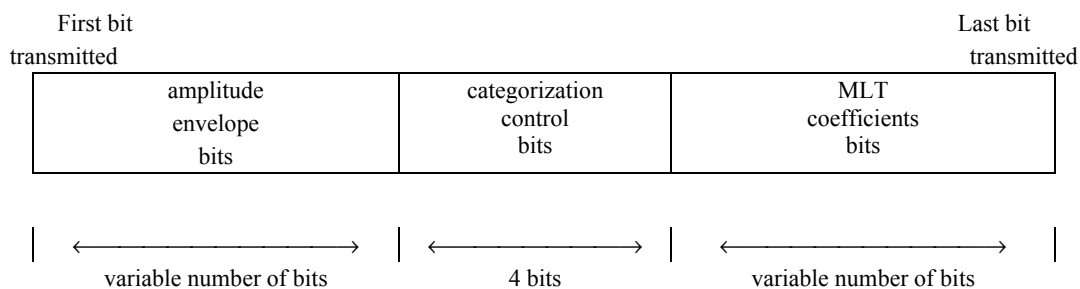 First bit
transmitted
Last bit
transmitted
amplitude
envelope
bits
categorization
control
bits
MLT
coefficients
bits
variable number of bits
4 bits
variable number of bits